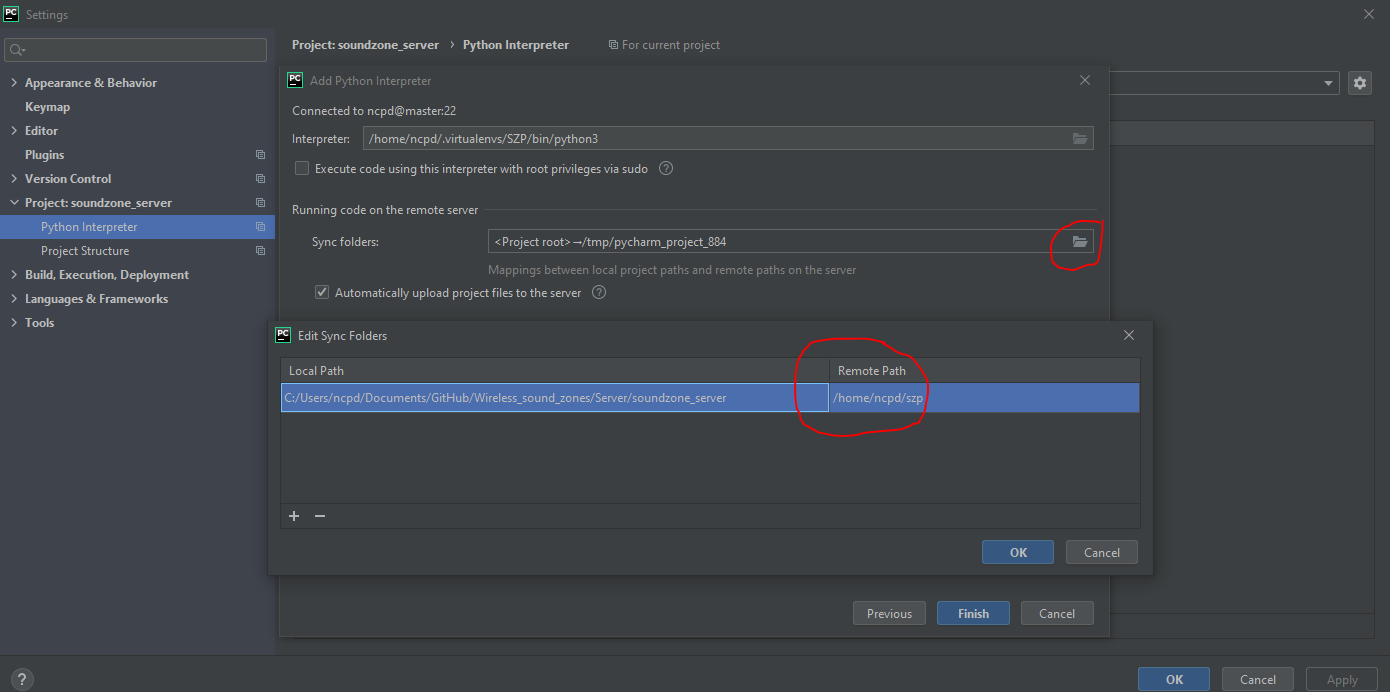 PC Settings
Project: soundzone_server › Python Interpreter For current project
Appearance & Behavior
Keymap
Editor
Plugins
Version Control
Project: soundzone_server
Python Interpreter
Project Structure
Build, Execution, Deployment
Languages & Frameworks
Tools
PC Add Python Interpreter
Connected to ncpd@master:22
Interpreter: /home/ncpd/.virtualenvs/SZP/bin/python3
Execute code using this interpreter with root privileges via sudo ?
Running code on the remote server
Sync folders: <Project root>→/tmp/pycharm_project_884
Mappings between local project paths and remote paths on the server
Automatically upload project files to the server ?
PC Edit Sync Folders
Local Path Remote Path
C:/Users/ncpd/Documents/GitHub/Wireless_sound_zones/Server/soundzone_server /home/ncpd/szp
+ −
OK Cancel
Previous Finish Cancel
? OK Cancel Apply